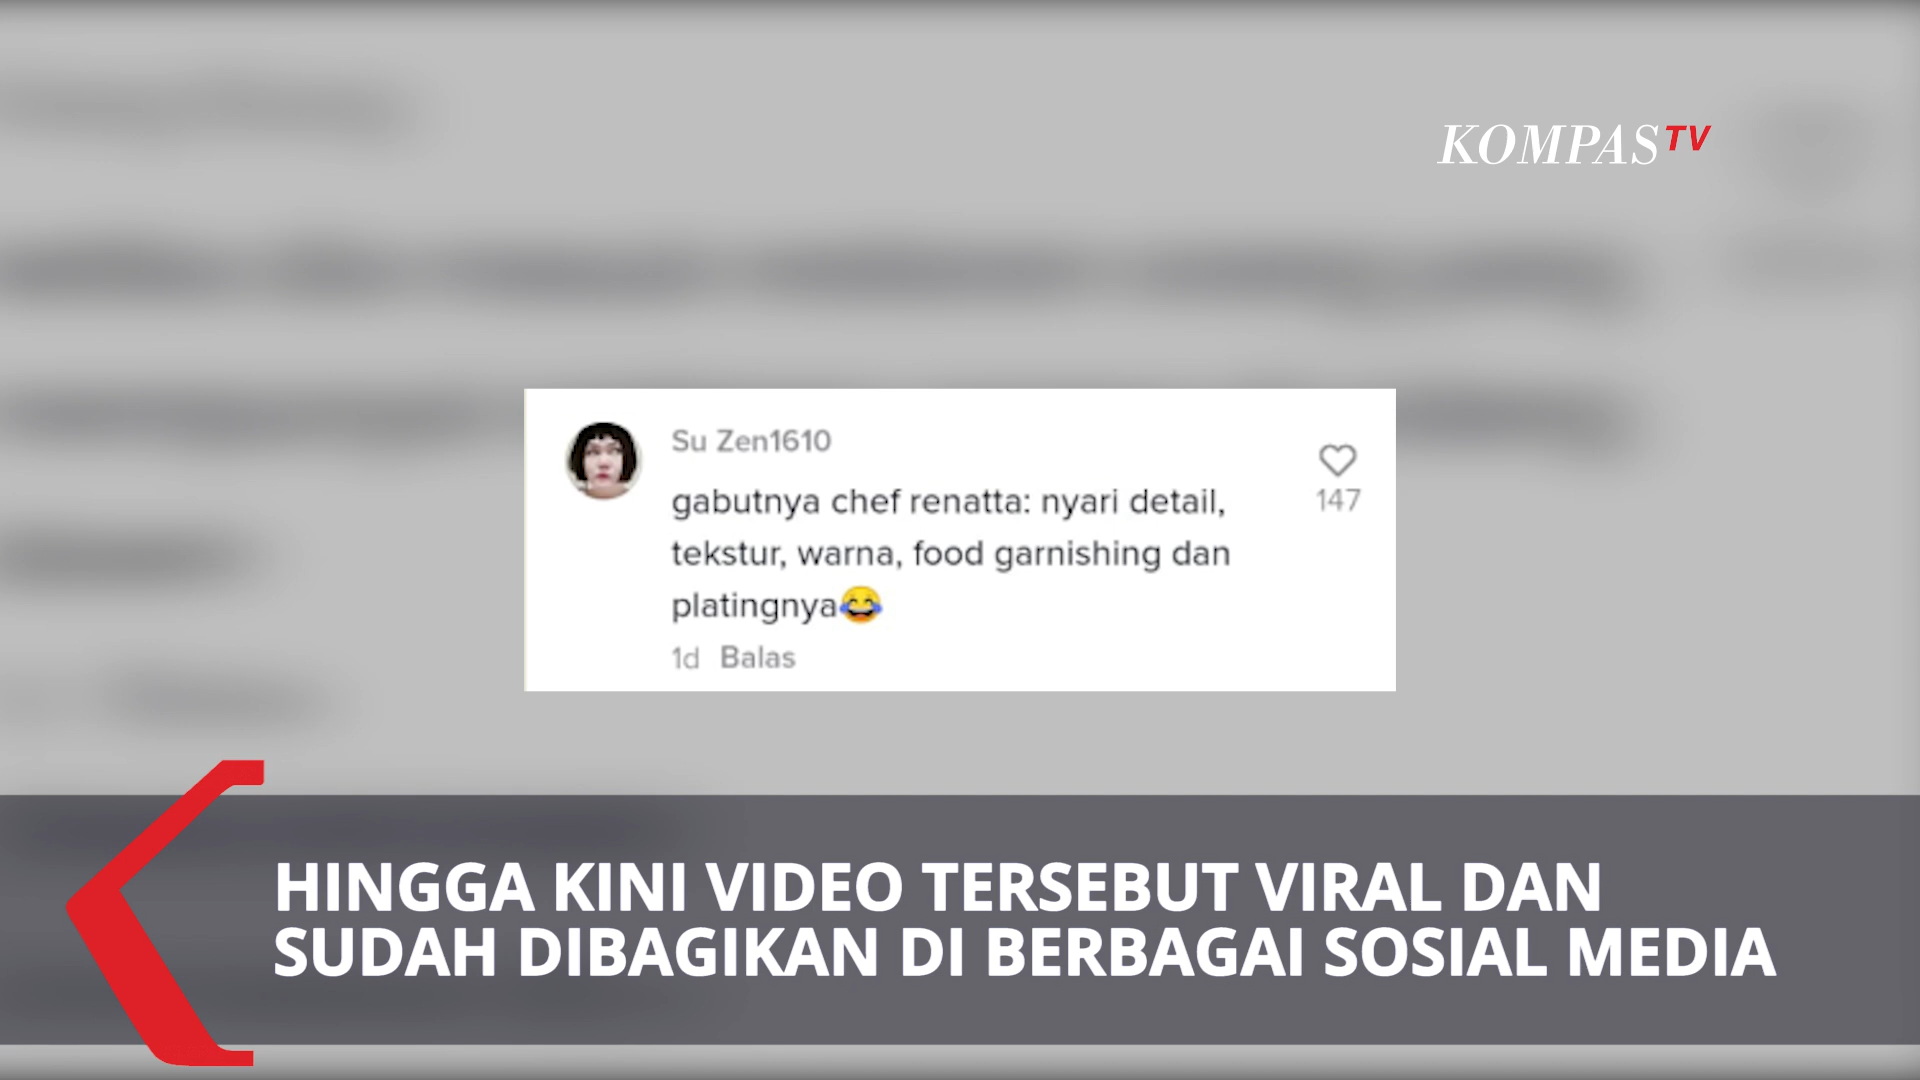 KOMPAS TV
Su Zen1610
gabutnya chef renatta: nyari detail,
tekstur, warna, food garnishing dan
platingnya😂
147
1d Balas
HINGGA KINI VIDEO TERSEBUT VIRAL DAN
SUDAH DIBAGIKAN DI BERBAGAI SOSIAL MEDIA